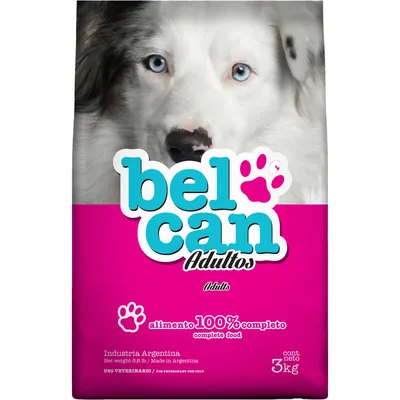 bel
can
Adultos
Adults
alimento 100% completo
complete food
Industria Argentina
Net weight 6,6 lb / Made in Argentina
USO VETERINARIO / FOR VETERINARY USE ONLY
cont.
neto
3kg